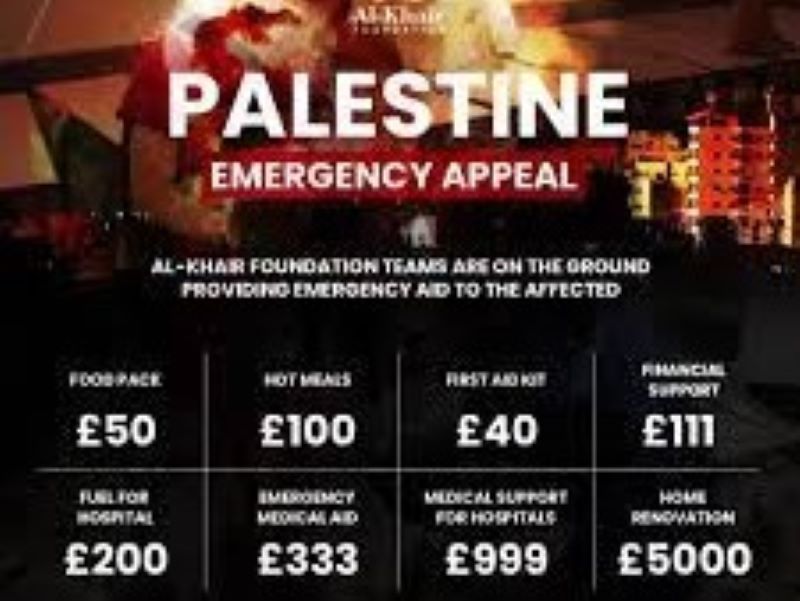 Al-Khair
FOUNDATION
PALESTINE
EMERGENCY APPEAL
AL-KHAIR FOUNDATION TEAMS ARE ON THE GROUND
PROVIDING EMERGENCY AID TO THE AFFECTED
FOOD PACK
£50
HOT MEALS
£100
FIRST AID KIT
£40
FINANCIAL
SUPPORT
£111
FUEL FOR
HOSPITAL
£200
EMERGENCY
MEDICAL AID
£333
MEDICAL SUPPORT
FOR HOSPITALS
£999
HOME
RENOVATION
£5000